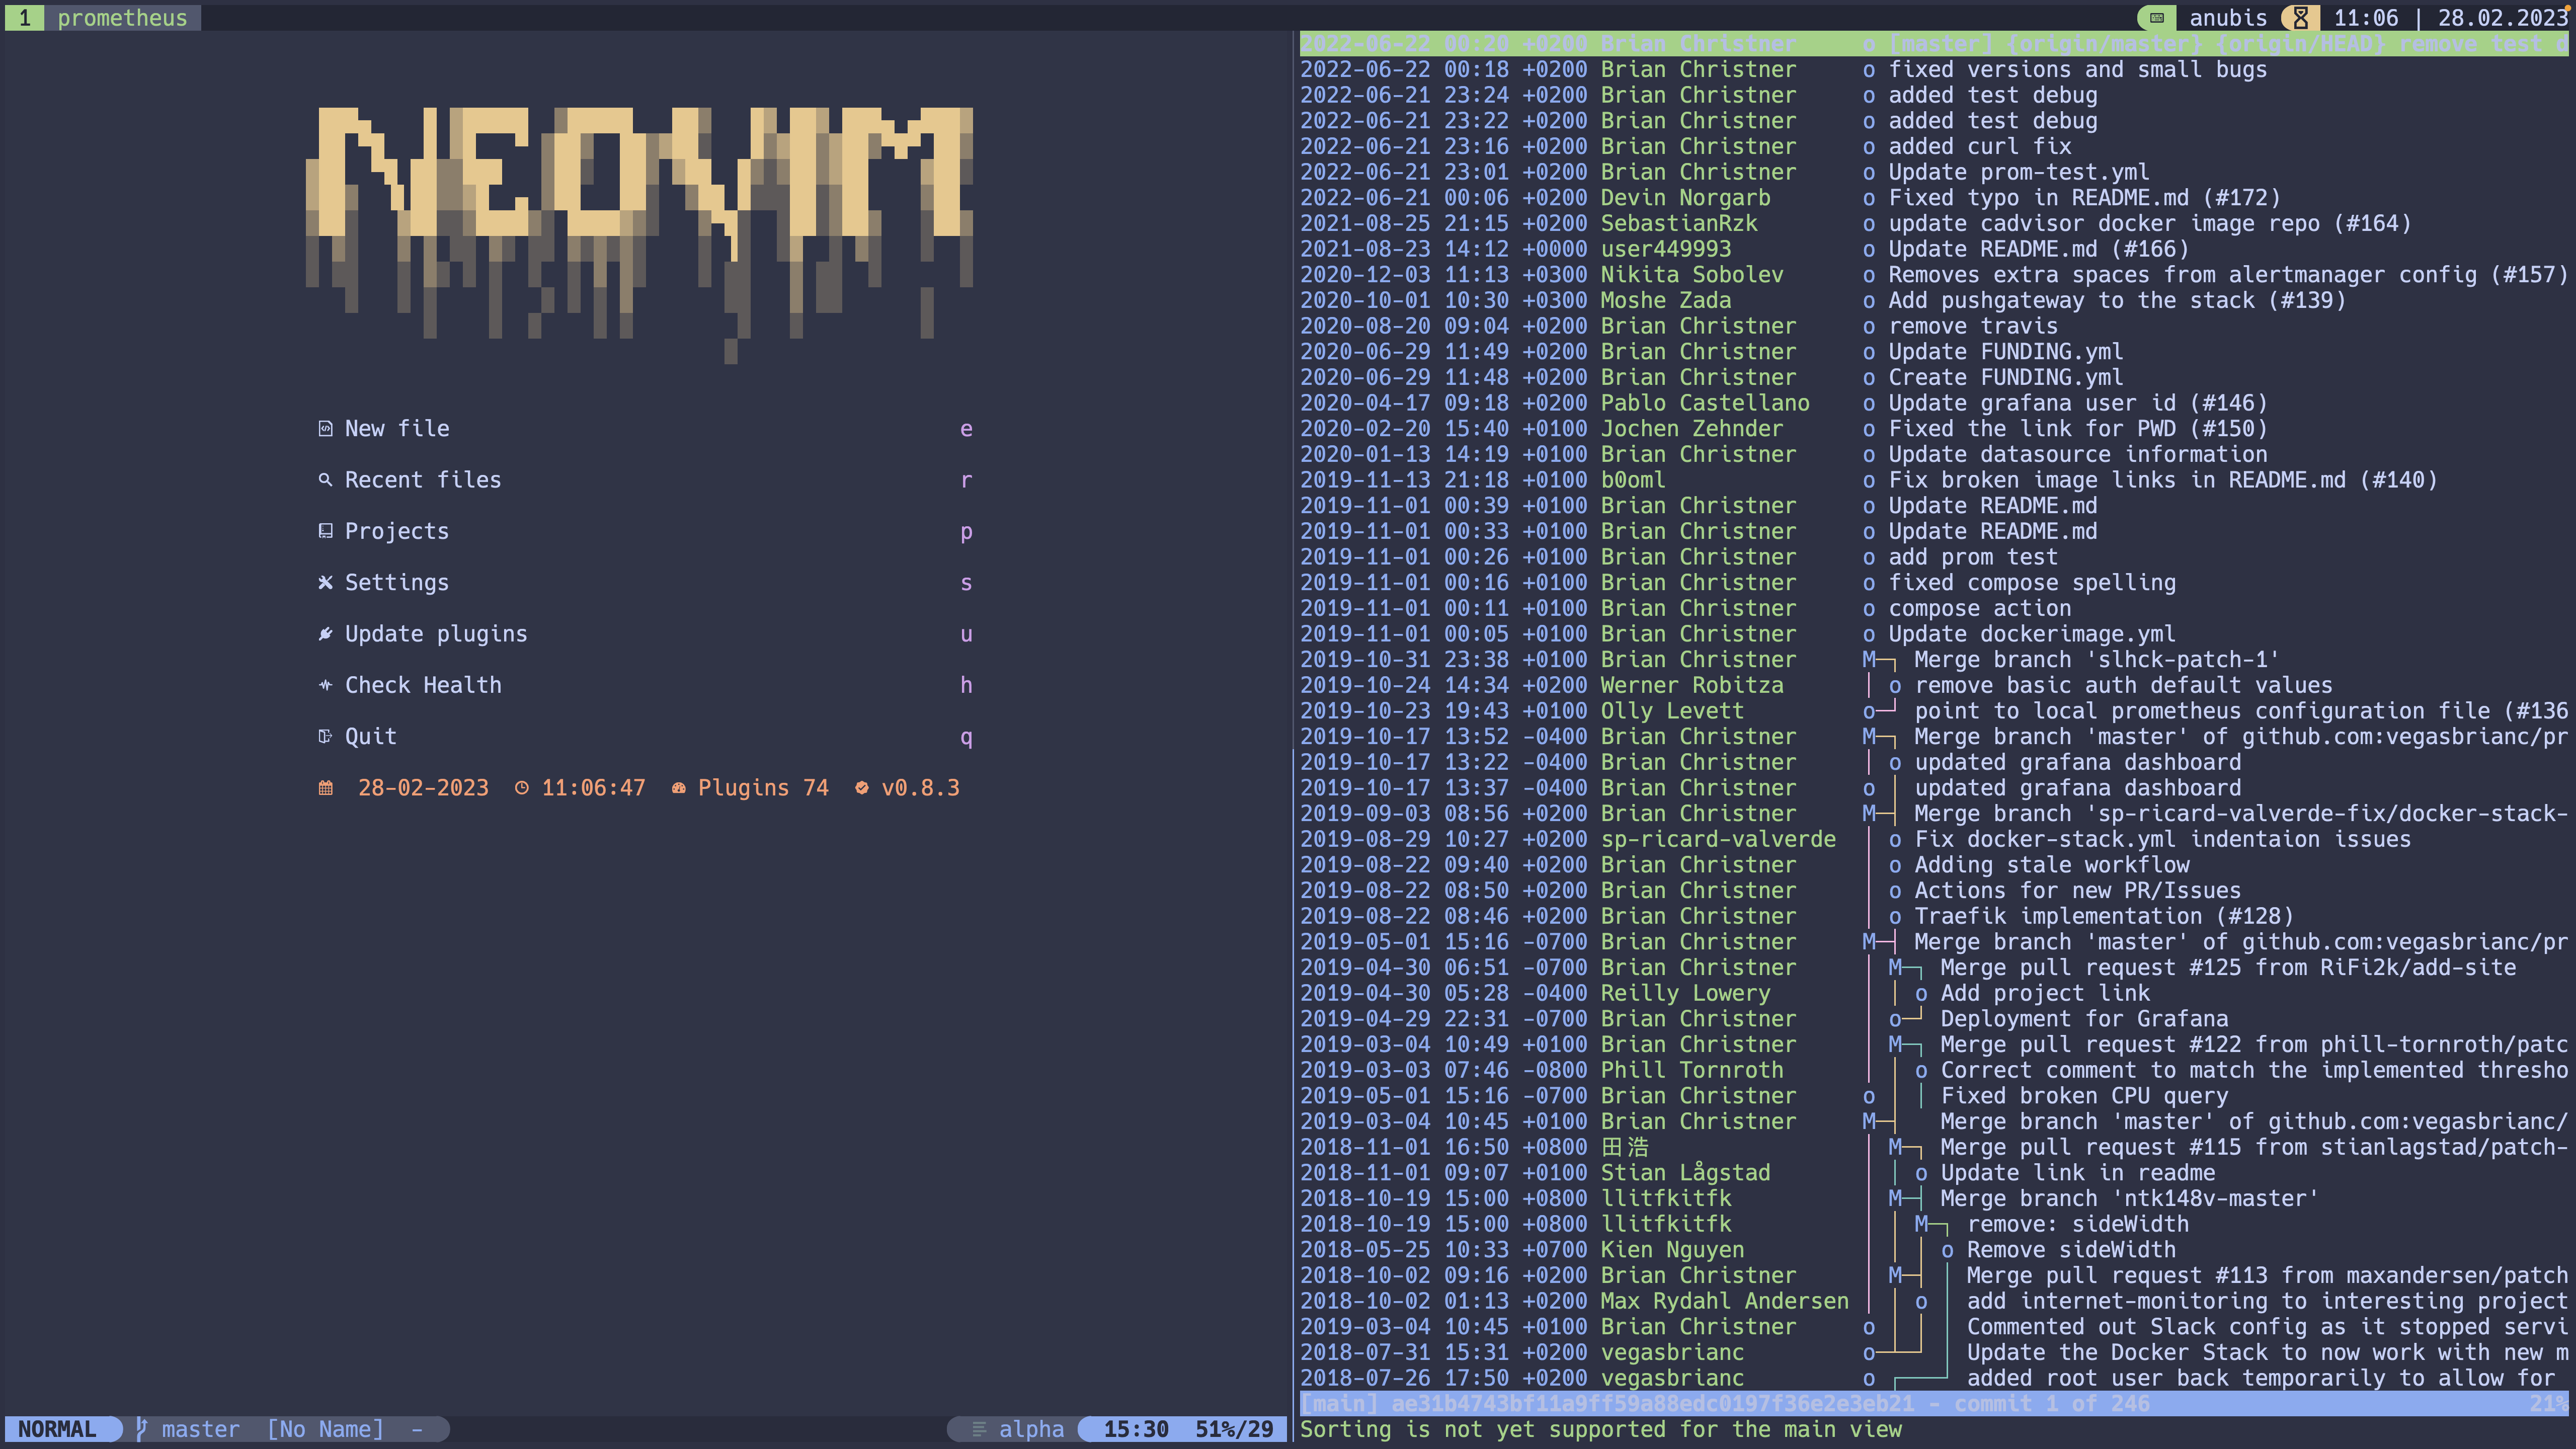 1 prometheus
anubis 11:06 | 28.02.2023
NEOVIM
New file e
Recent files r
Projects p
Settings s
Update plugins u
Check Health h
Quit q
28-02-2023 11:06:47 Plugins 74 v0.8.3
NORMAL master [No Name] - alpha 15:30 51%/29
2022-06-22 00:20 +0200 Brian Christner o [master] {origin/master} {origin/HEAD} remove test d
2022-06-22 00:18 +0200 Brian Christner o fixed versions and small bugs
2022-06-21 23:24 +0200 Brian Christner o added test debug
2022-06-21 23:22 +0200 Brian Christner o added test debug
2022-06-21 23:16 +0200 Brian Christner o added curl fix
2022-06-21 23:01 +0200 Brian Christner o Update prom-test.yml
2022-06-21 00:06 +0200 Devin Norgarb o Fixed typo in README.md (#172)
2021-08-25 21:15 +0200 SebastianRzk o update cadvisor docker image repo (#164)
2021-08-23 14:12 +0000 user449993 o Update README.md (#166)
2020-12-03 11:13 +0300 Nikita Sobolev o Removes extra spaces from alertmanager config (#157)
2020-10-01 10:30 +0300 Moshe Zada o Add pushgateway to the stack (#139)
2020-08-20 09:04 +0200 Brian Christner o remove travis
2020-06-29 11:49 +0200 Brian Christner o Update FUNDING.yml
2020-06-29 11:48 +0200 Brian Christner o Create FUNDING.yml
2020-04-17 09:18 +0200 Pablo Castellano o Update grafana user id (#146)
2020-02-20 15:40 +0100 Jochen Zehnder o Fixed the link for PWD (#150)
2020-01-13 14:19 +0100 Brian Christner o Update datasource information
2019-11-13 21:18 +0100 b0oml o Fix broken image links in README.md (#140)
2019-11-01 00:39 +0100 Brian Christner o Update README.md
2019-11-01 00:33 +0100 Brian Christner o Update README.md
2019-11-01 00:26 +0100 Brian Christner o add prom test
2019-11-01 00:16 +0100 Brian Christner o fixed compose spelling
2019-11-01 00:11 +0100 Brian Christner o compose action
2019-11-01 00:05 +0100 Brian Christner o Update dockerimage.yml
2019-10-31 23:38 +0100 Brian Christner M─┐ Merge branch 'slhck-patch-1'
2019-10-24 14:34 +0200 Werner Robitza │ o remove basic auth default values
2019-10-23 19:43 +0100 Olly Levett o─┘ point to local prometheus configuration file (#136
2019-10-17 13:52 -0400 Brian Christner M─┐ Merge branch 'master' of github.com:vegasbrianc/pr
2019-10-17 13:22 -0400 Brian Christner │ o updated grafana dashboard
2019-10-17 13:37 -0400 Brian Christner o │ updated grafana dashboard
2019-09-03 08:56 +0200 Brian Christner M─┤ Merge branch 'sp-ricard-valverde-fix/docker-stack-
2019-08-29 10:27 +0200 sp-ricard-valverde │ o Fix docker-stack.yml indentaion issues
2019-08-22 09:40 +0200 Brian Christner │ o Adding stale workflow
2019-08-22 08:50 +0200 Brian Christner │ o Actions for new PR/Issues
2019-08-22 08:46 +0200 Brian Christner │ o Traefik implementation (#128)
2019-05-01 15:16 -0700 Brian Christner M─┤ Merge branch 'master' of github.com:vegasbrianc/pr
2019-04-30 06:51 -0700 Brian Christner │ M─┐ Merge pull request #125 from RiFi2k/add-site
2019-04-30 05:28 -0400 Reilly Lowery │ │ o Add project link
2019-04-29 22:31 -0700 Brian Christner │ o─┘ Deployment for Grafana
2019-03-04 10:49 +0100 Brian Christner │ M─┐ Merge pull request #122 from phill-tornroth/patc
2019-03-03 07:46 -0800 Phill Tornroth │ │ o Correct comment to match the implemented thresho
2019-05-01 15:16 -0700 Brian Christner o │ │ Fixed broken CPU query
2019-03-04 10:45 +0100 Brian Christner M─┤ Merge branch 'master' of github.com:vegasbrianc/
2018-11-01 16:50 +0800 田浩 │ M─┐ Merge pull request #115 from stianlagstad/patch-
2018-11-01 09:07 +0100 Stian Lågstad │ │ o Update link in readme
2018-10-19 15:00 +0800 llitfkitfk │ M─┤ Merge branch 'ntk148v-master'
2018-10-19 15:00 +0800 llitfkitfk │ │ M─┐ remove: sideWidth
2018-05-25 10:33 +0700 Kien Nguyen │ │ │ o Remove sideWidth
2018-10-02 09:16 +0200 Brian Christner │ M─┤ │ Merge pull request #113 from maxandersen/patch
2018-10-02 01:13 +0200 Max Rydahl Andersen │ │ o │ add internet-monitoring to interesting project
2019-03-04 10:45 +0100 Brian Christner o │ │ │ Commented out Slack config as it stopped servi
2018-07-31 15:31 +0200 vegasbrianc o─┴─┘ │ Update the Docker Stack to now work with new m
2018-07-26 17:50 +0200 vegasbrianc o ┌───┘ added root user back temporarily to allow for
[main] ae31b4743bf11a9ff59a88edc0197f36e2e3eb21 - commit 1 of 246 21%
Sorting is not yet supported for the main view